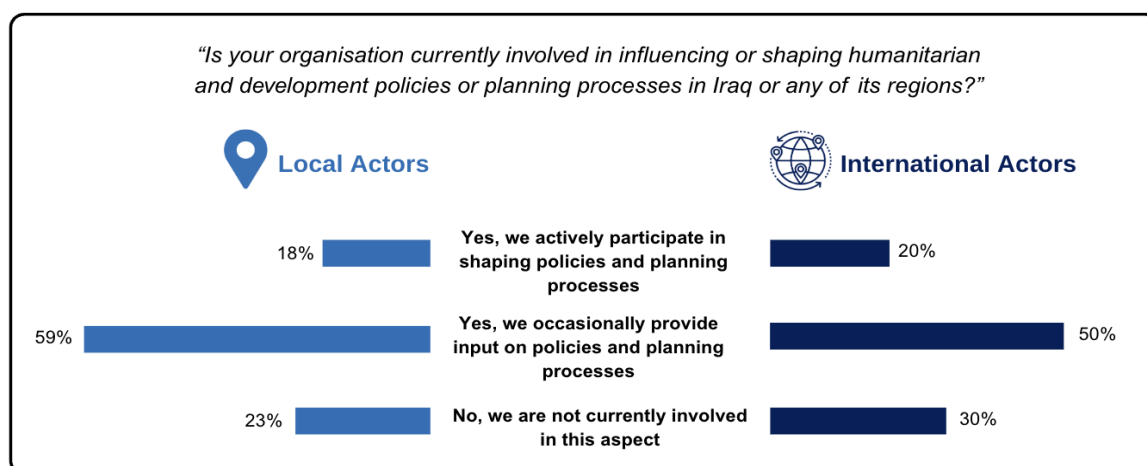 “Is your organisation currently involved in influencing or shaping humanitarian
and development policies or planning processes in Iraq or any of its regions?”
Local Actors
International Actors
18%
Yes, we actively participate in
shaping policies and planning
processes
20%
59%
Yes, we occasionally provide
input on policies and planning
processes
50%
23%
No, we are not currently involved
in this aspect
30%